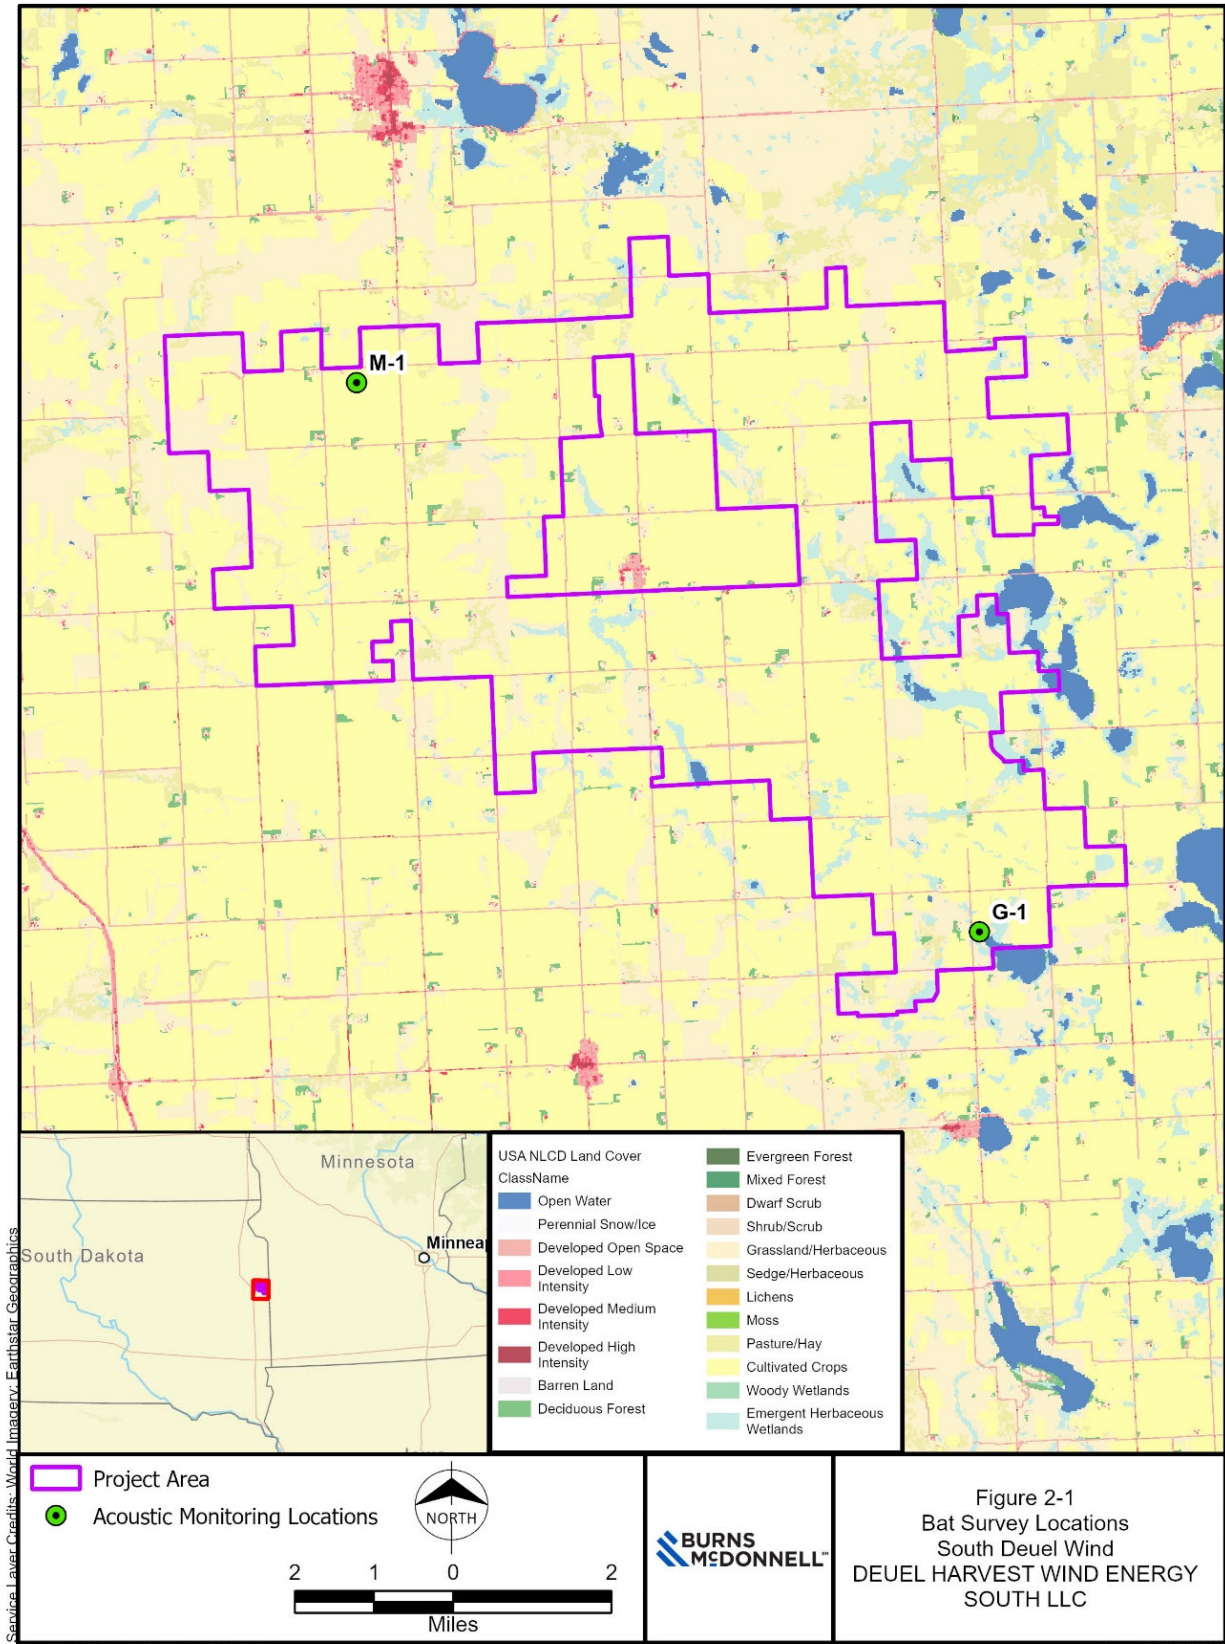 M-1
G-1
Minnesota
South Dakota
Minneap
USA NLCD Land Cover
ClassName
Open Water
Perennial Snow/Ice
Developed Open Space
Developed Low
Intensity
Developed Medium
Intensity
Developed High
Intensity
Barren Land
Deciduous Forest
Evergreen Forest
Mixed Forest
Dwarf Scrub
Shrub/Scrub
Grassland/Herbaceous
Sedge/Herbaceous
Lichens
Moss
Pasture/Hay
Cultivated Crops
Woody Wetlands
Emergent Herbaceous
Wetlands
Service Layer Credits: World Imagery: Earthstar Geographics
Project Area
Acoustic Monitoring Locations
NORTH
2 1 0 2
Miles
BURNS
McDONNELL
Figure 2-1
Bat Survey Locations
South Deuel Wind
DEUEL HARVEST WIND ENERGY
SOUTH LLC